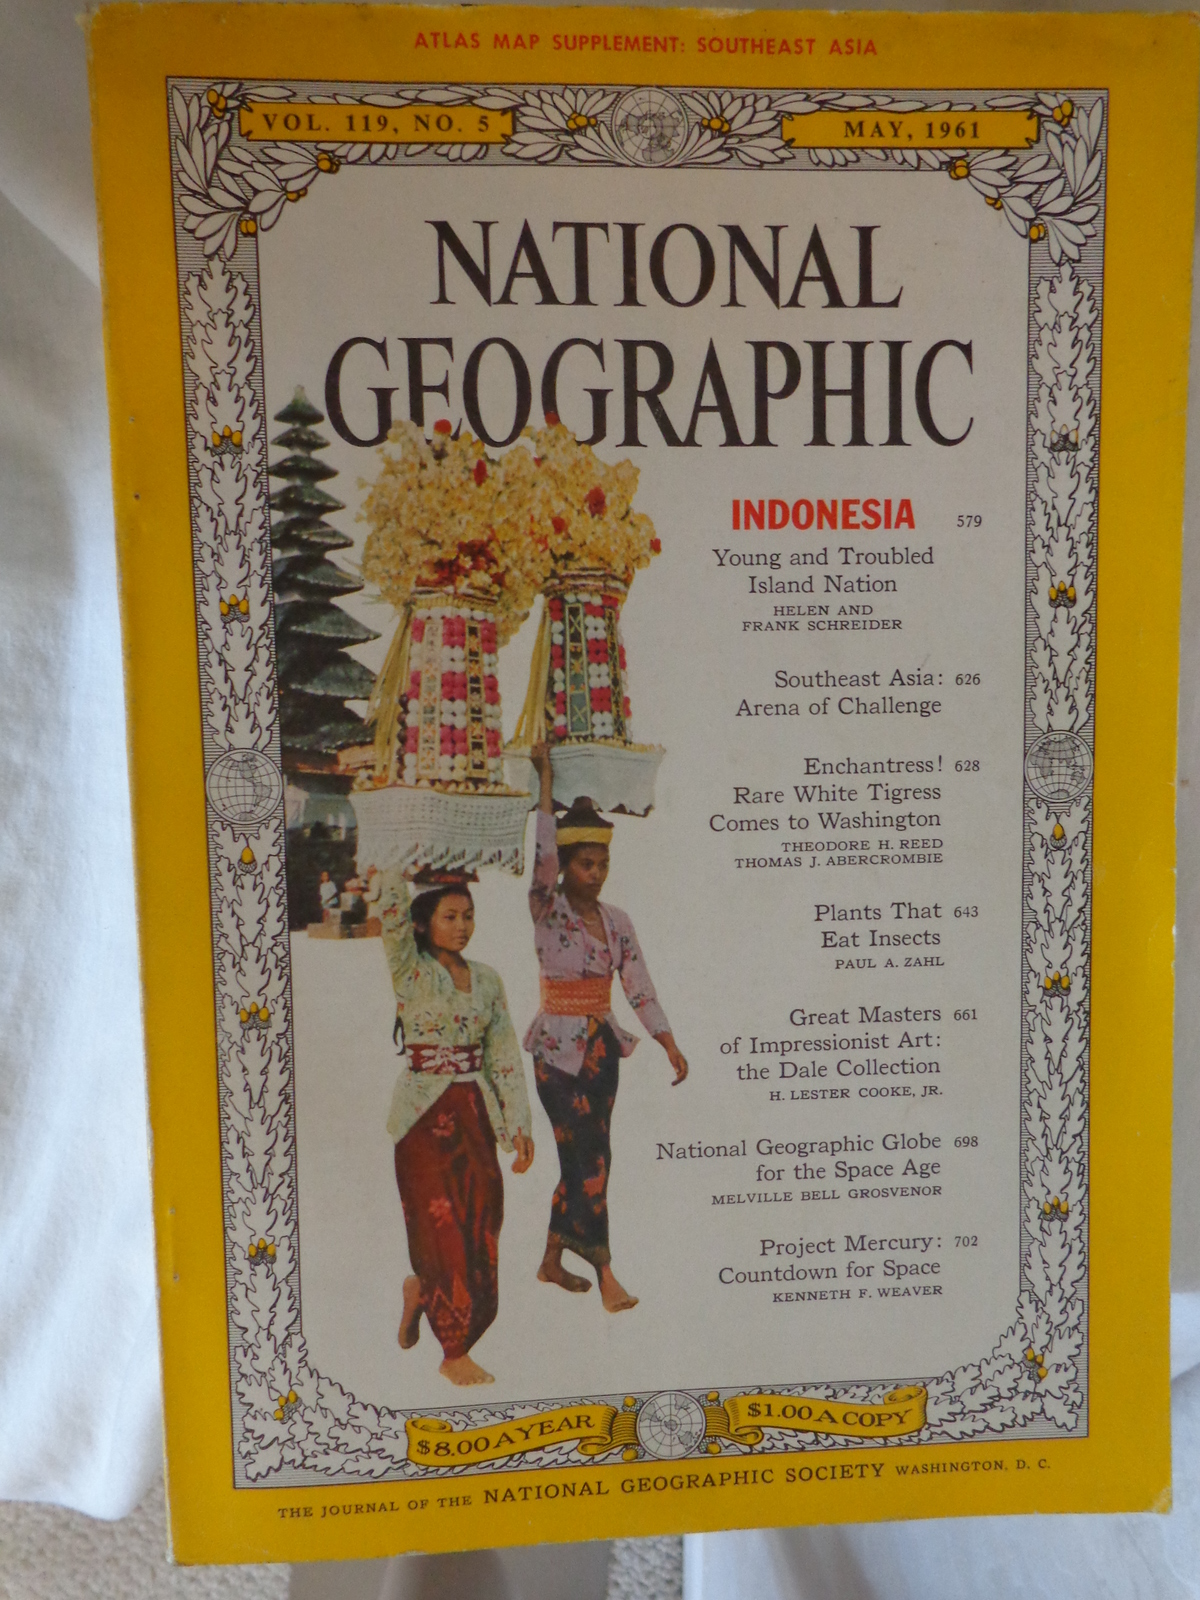 ATLAS MAP SUPPLEMENT: SOUTHEAST ASIA
VOL. 119, NO. 5
MAY, 1961
NATIONAL
GEOGRAPHIC
INDONESIA 579
Young and Troubled
Island Nation
HELEN AND
FRANK SCHREIDER
Southeast Asia: 626
Arena of Challenge
Enchantress! 628
Rare White Tigress
Comes to Washington
THEODORE H. REED
THOMAS J. ABERCROMBIE
Plants That 643
Eat Insects
PAUL A. ZAHL
Great Masters 661
of Impressionist Art:
the Dale Collection
H. LESTER COOKE, JR.
National Geographic Globe 698
for the Space Age
MELVILLE BELL GROSVENOR
Project Mercury: 702
Countdown for Space
KENNETH F. WEAVER
$8.00 A YEAR
$1.00 A COPY
THE JOURNAL OF THE NATIONAL GEOGRAPHIC SOCIETY WASHINGTON, D. C.